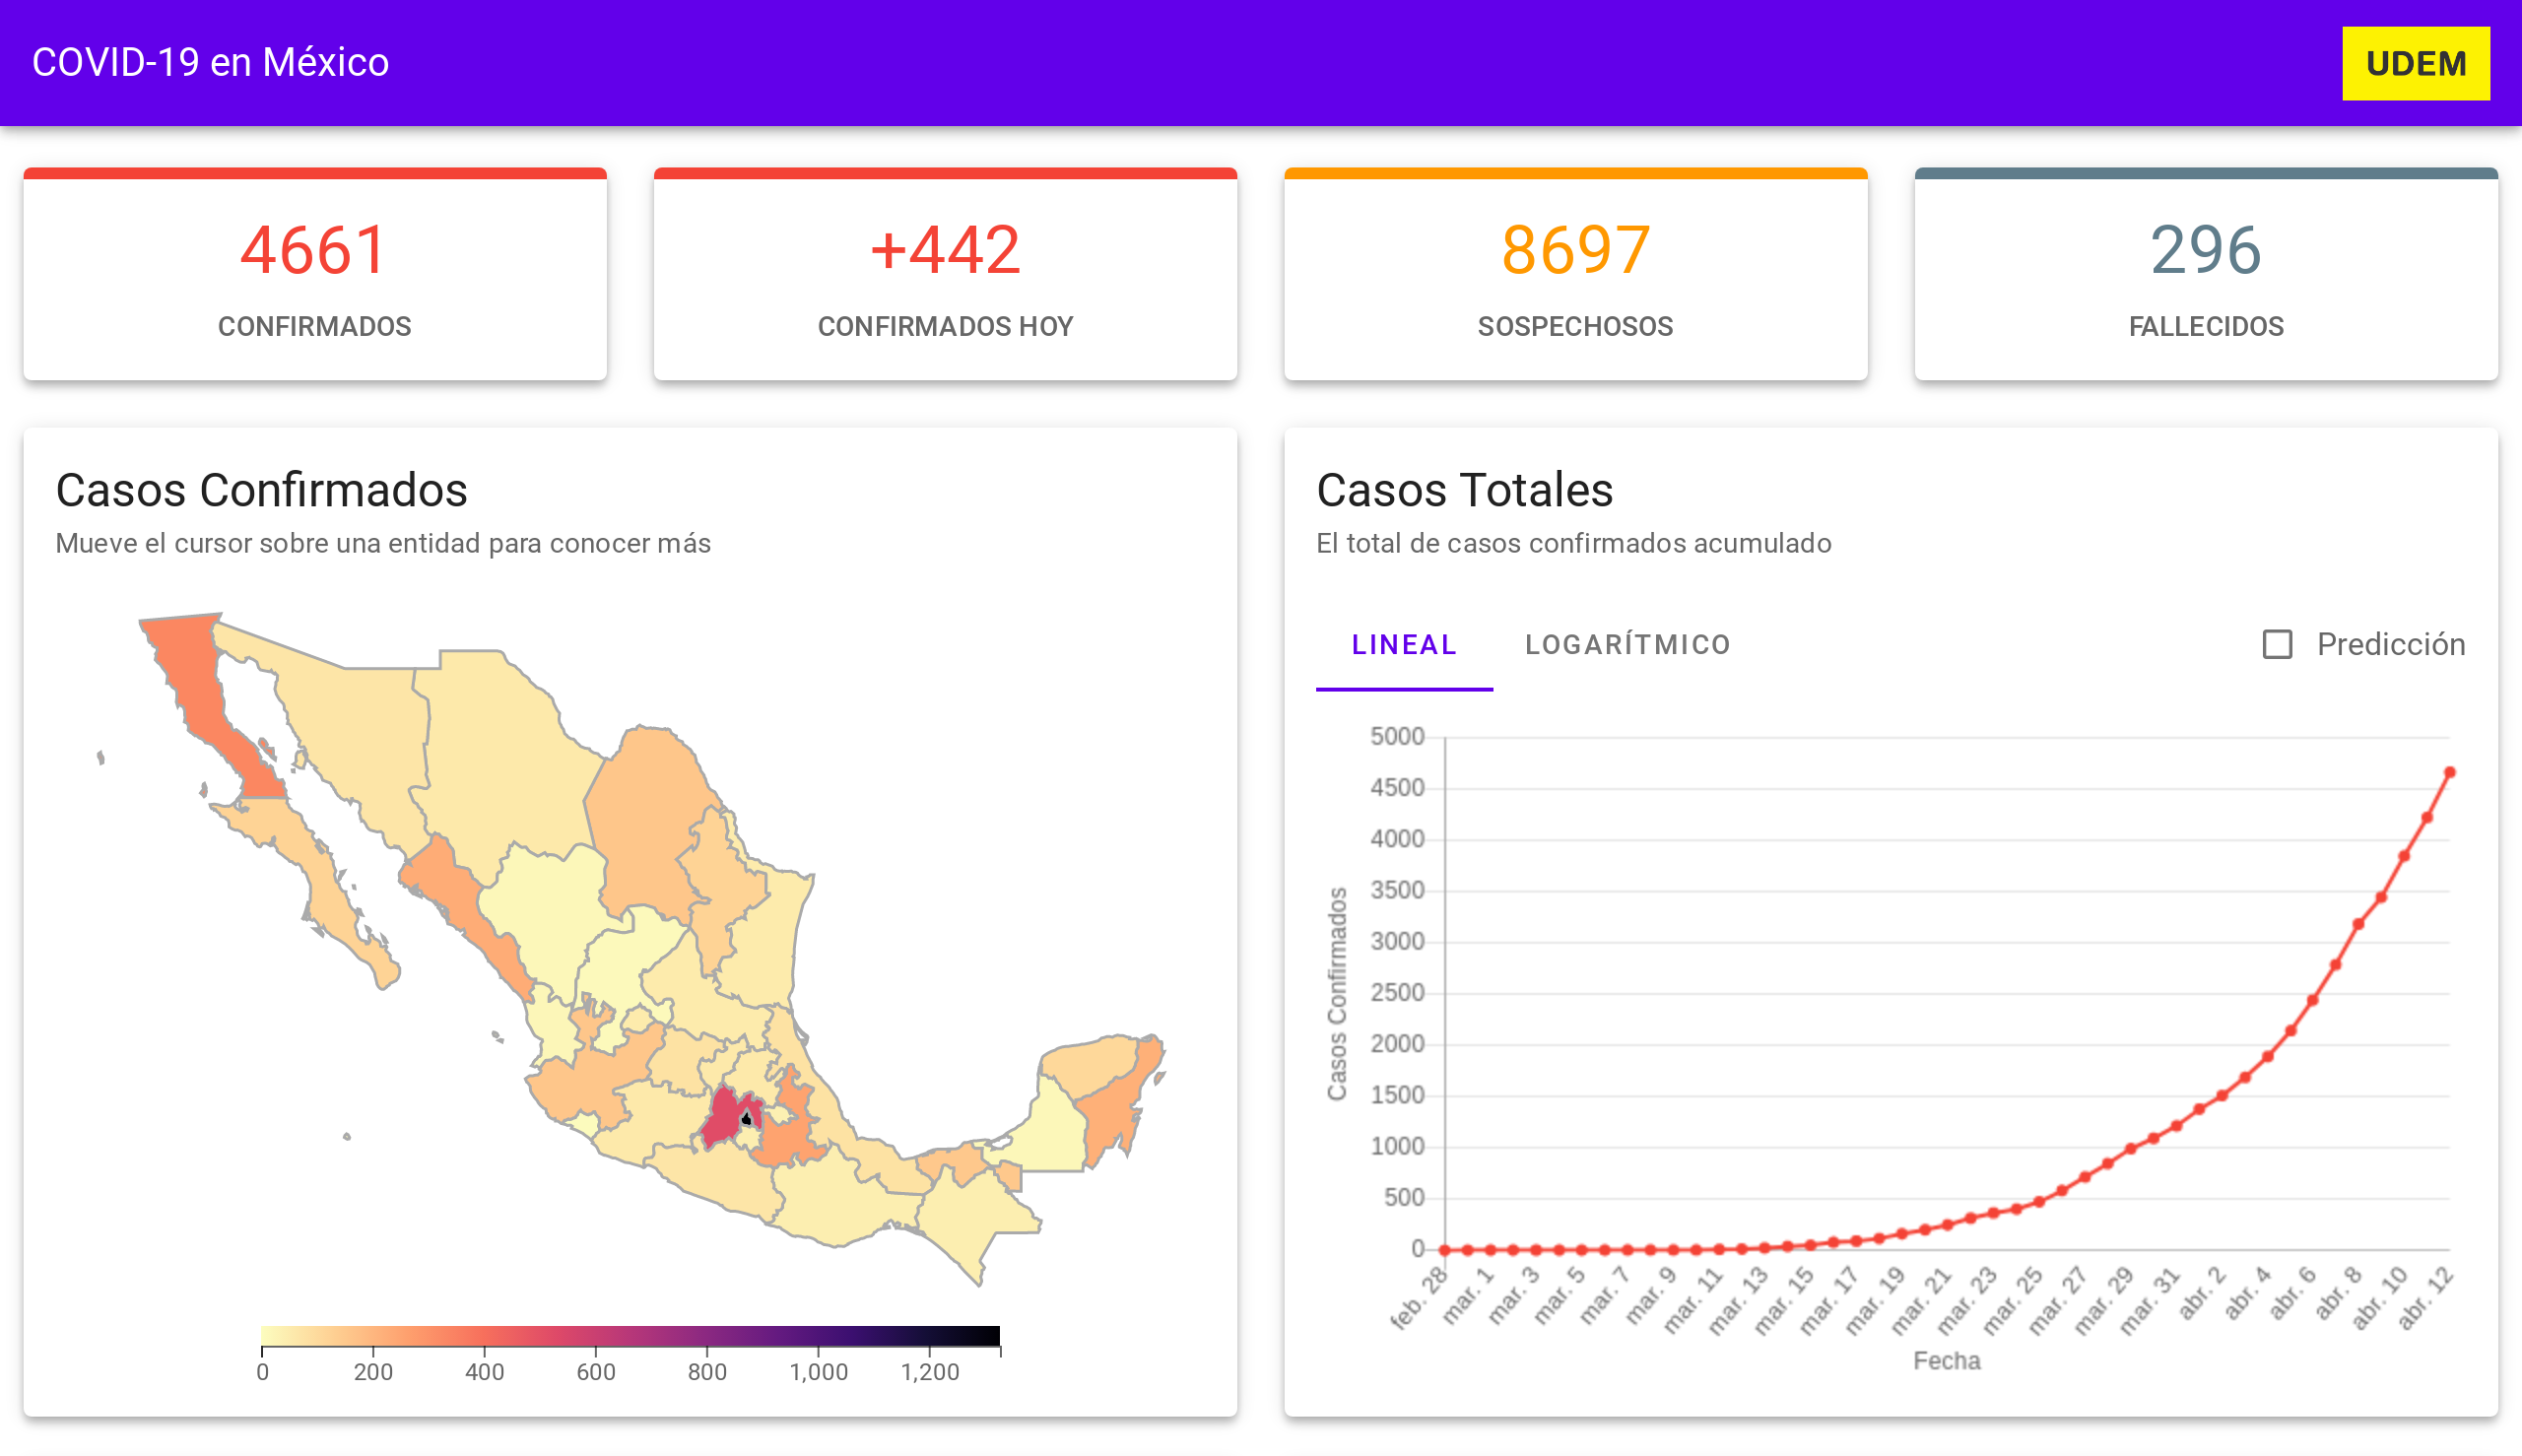 COVID-19 en México
UDEM
4661
CONFIRMADOS
+442
CONFIRMADOS HOY
8697
SOSPECHOSOS
296
FALLECIDOS
Casos Confirmados
Mueve el cursor sobre una entidad para conocer más
0 200 400 600 800 1,000 1,200
Casos Totales
El total de casos confirmados acumulado
LINEAL LOGARÍTMICO Predicción
5000
4500
4000
3500
3000
2500
2000
1500
1000
500
0
Casos Confirmados
feb. 28 mar. 1 mar. 3 mar. 5 mar. 7 mar. 9 mar. 11 mar. 13 mar. 15 mar. 17 mar. 19 mar. 21 mar. 23 mar. 25 mar. 27 mar. 29 mar. 31 abr. 2 abr. 4 abr. 6 abr. 8 abr. 10 abr. 12
Fecha